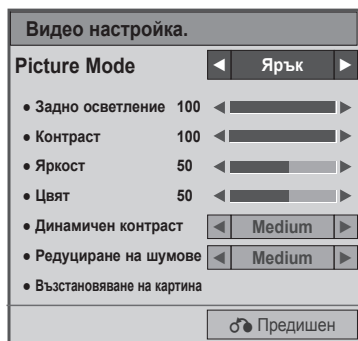 Видео настройка.
Picture Mode ◄ Ярък ►
● Задно осветление 100
● Контраст 100
● Яркост 50
● Цвят 50
● Динамичен контраст ◄ Medium ►
● Редуциране на шумове ◄ Medium ►
● Възстановяване на картина
Предишен